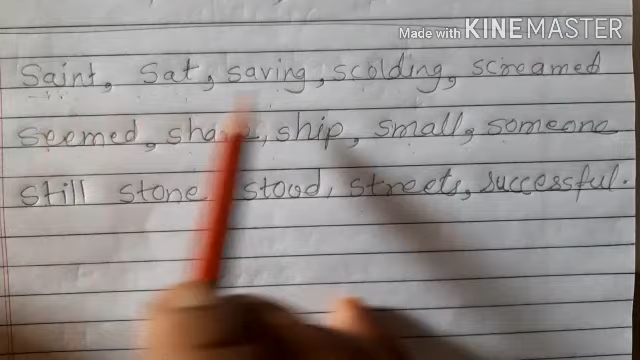 Made with KINEMASTER
Saint, Sat, saving, scolding, screamed
seemed, ship, small, someone
still stone stood, streets, successful.